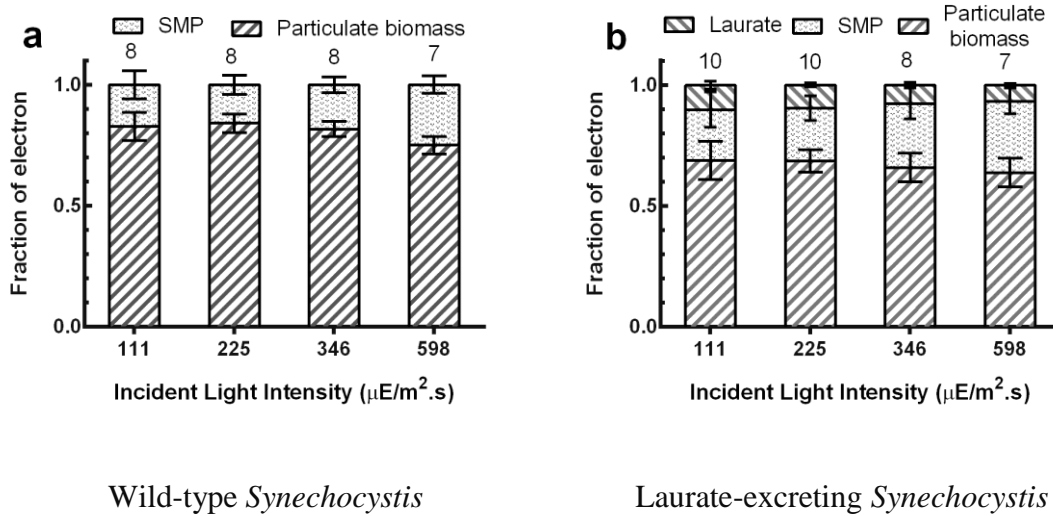 a
SMP
Particulate biomass
8
8
8
7
1.0
0.5
0.0
Fraction of electron
111
225
346
598
Incident Light Intensity (μE/m².s)
Wild-type Synechocystis
b
Laurate
SMP
Particulate
biomass
10
10
8
7
1.0
0.5
0.0
Fraction of electron
111
225
346
598
Incident Light Intensity (μE/m².s)
Laurate-excreting Synechocystis